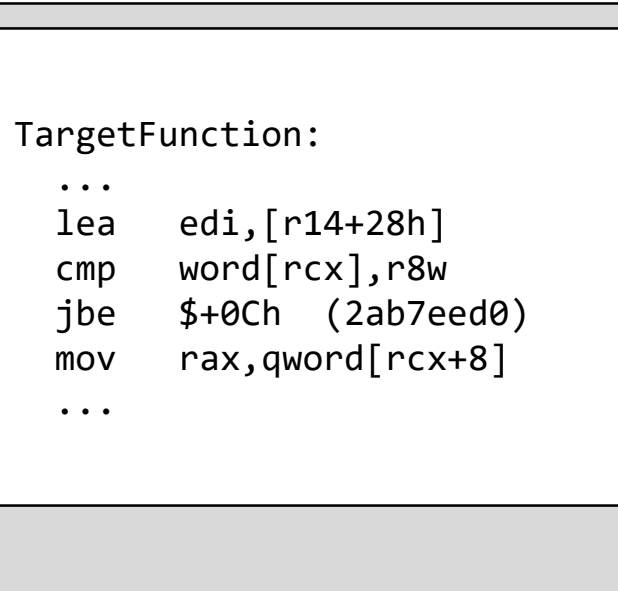 TargetFunction:
...
lea edi,[r14+28h]
cmp word[rcx],r8w
jbe $+0Ch (2ab7eed0)
mov rax,qword[rcx+8]
...